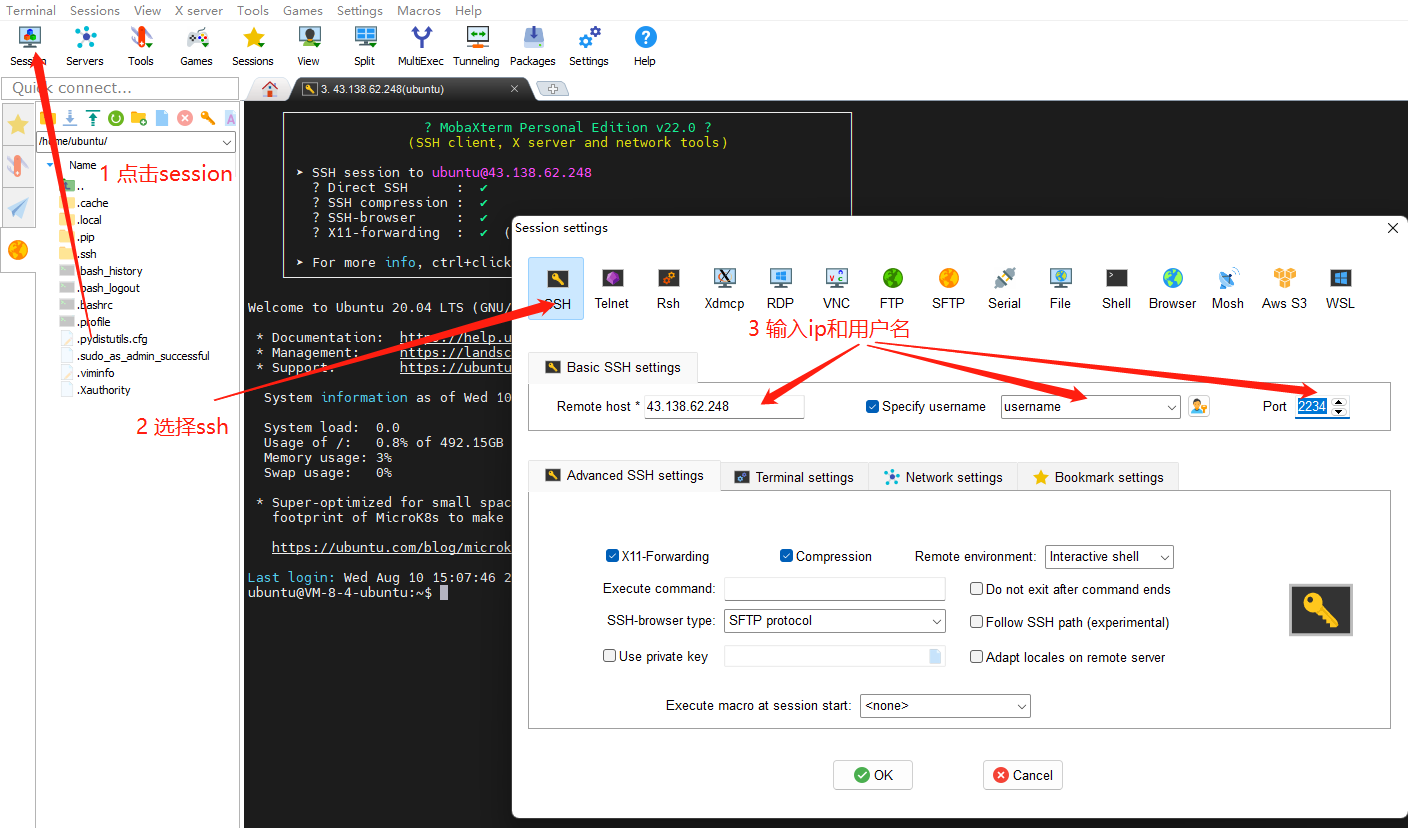 Terminal Sessions View X server Tools Games Settings Macros Help
Session Servers Tools Games Sessions View Split MultiExec Tunneling Packages Settings Help
Quick connect...
3. 43.138.62.248(ubuntu)
/home/ubuntu/
Name
1 点击session
..
.cache
.local
.pip
.ssh
.bash_history
.bash_logout
.bashrc
.profile
.pydistutils.cfg
.sudo_as_admin_successful
.viminfo
.Xauthority
2 选择ssh
? MobaXterm Personal Edition v22.0 ?
(SSH client, X server and network tools)
➤ SSH session to ubuntu@43.138.62.248
? Direct SSH : ✔
? SSH compression : ✔
? SSH-browser : ✔
? X11-forwarding : ✔ (
➤ For more info, ctrl+click
Welcome to Ubuntu 20.04 LTS (GNU/
* Documentation: https://help.u
* Management: https://landsc
* Support: https://ubuntu
System information as of Wed 10
System load: 0.0
Usage of /: 0.8% of 492.15GB
Memory usage: 3%
Swap usage: 0%
* Super-optimized for small spac
footprint of MicroK8s to make
https://ubuntu.com/blog/microk
Last login: Wed Aug 10 15:07:46 2
ubuntu@VM-8-4-ubuntu:~$
Session settings
SSH Telnet Rsh Xdmcp RDP VNC FTP SFTP Serial File Shell Browser Mosh Aws S3 WSL
3 输入ip和用户名
Basic SSH settings
Remote host * 43.138.62.248 Specify username username Port 2234
Advanced SSH settings Terminal settings Network settings Bookmark settings
X11-Forwarding Compression Remote environment: Interactive shell
Execute command: Do not exit after command ends
SSH-browser type: SFTP protocol Follow SSH path (experimental)
Use private key Adapt locales on remote server
Execute macro at session start: <none>
OK Cancel